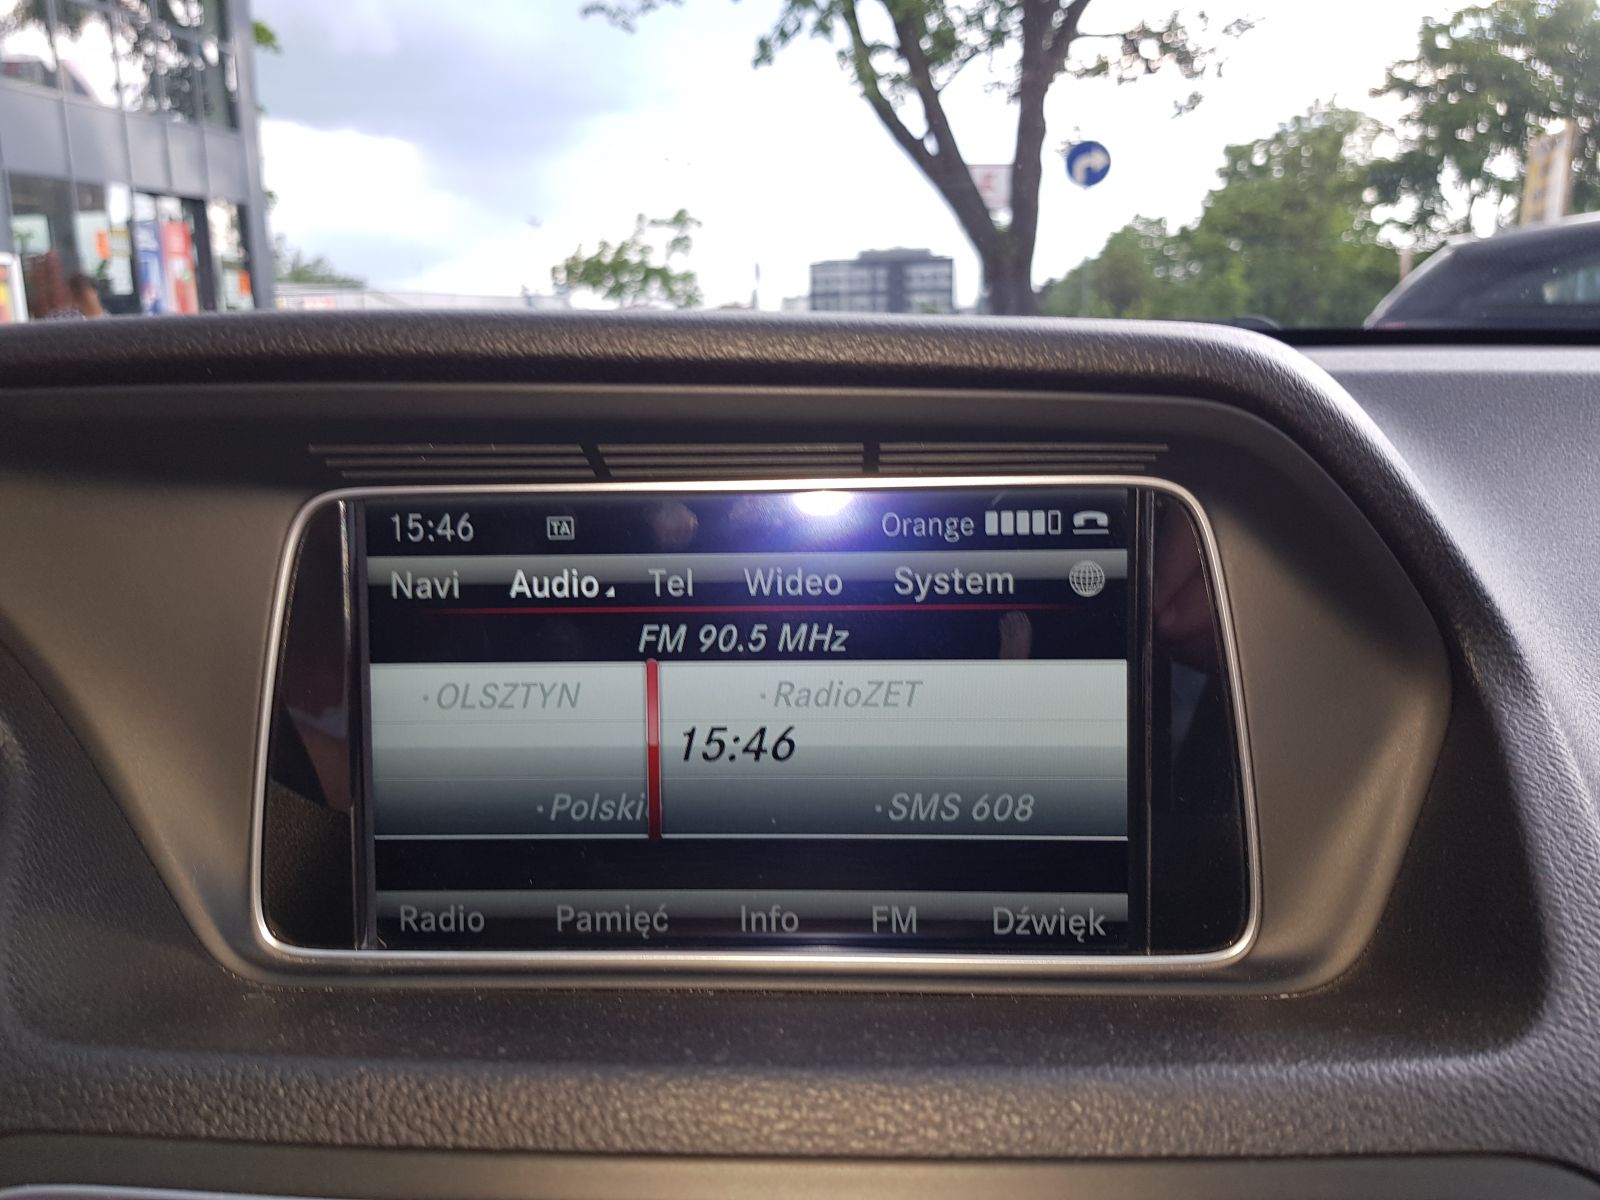 15:46 TA Orange
Navi Audio Tel Wideo System
FM 90.5 MHz
·OLSZTYN ·RadioZET
15:46
·Polski ·SMS 608
Radio Pamięć Info FM Dźwięk